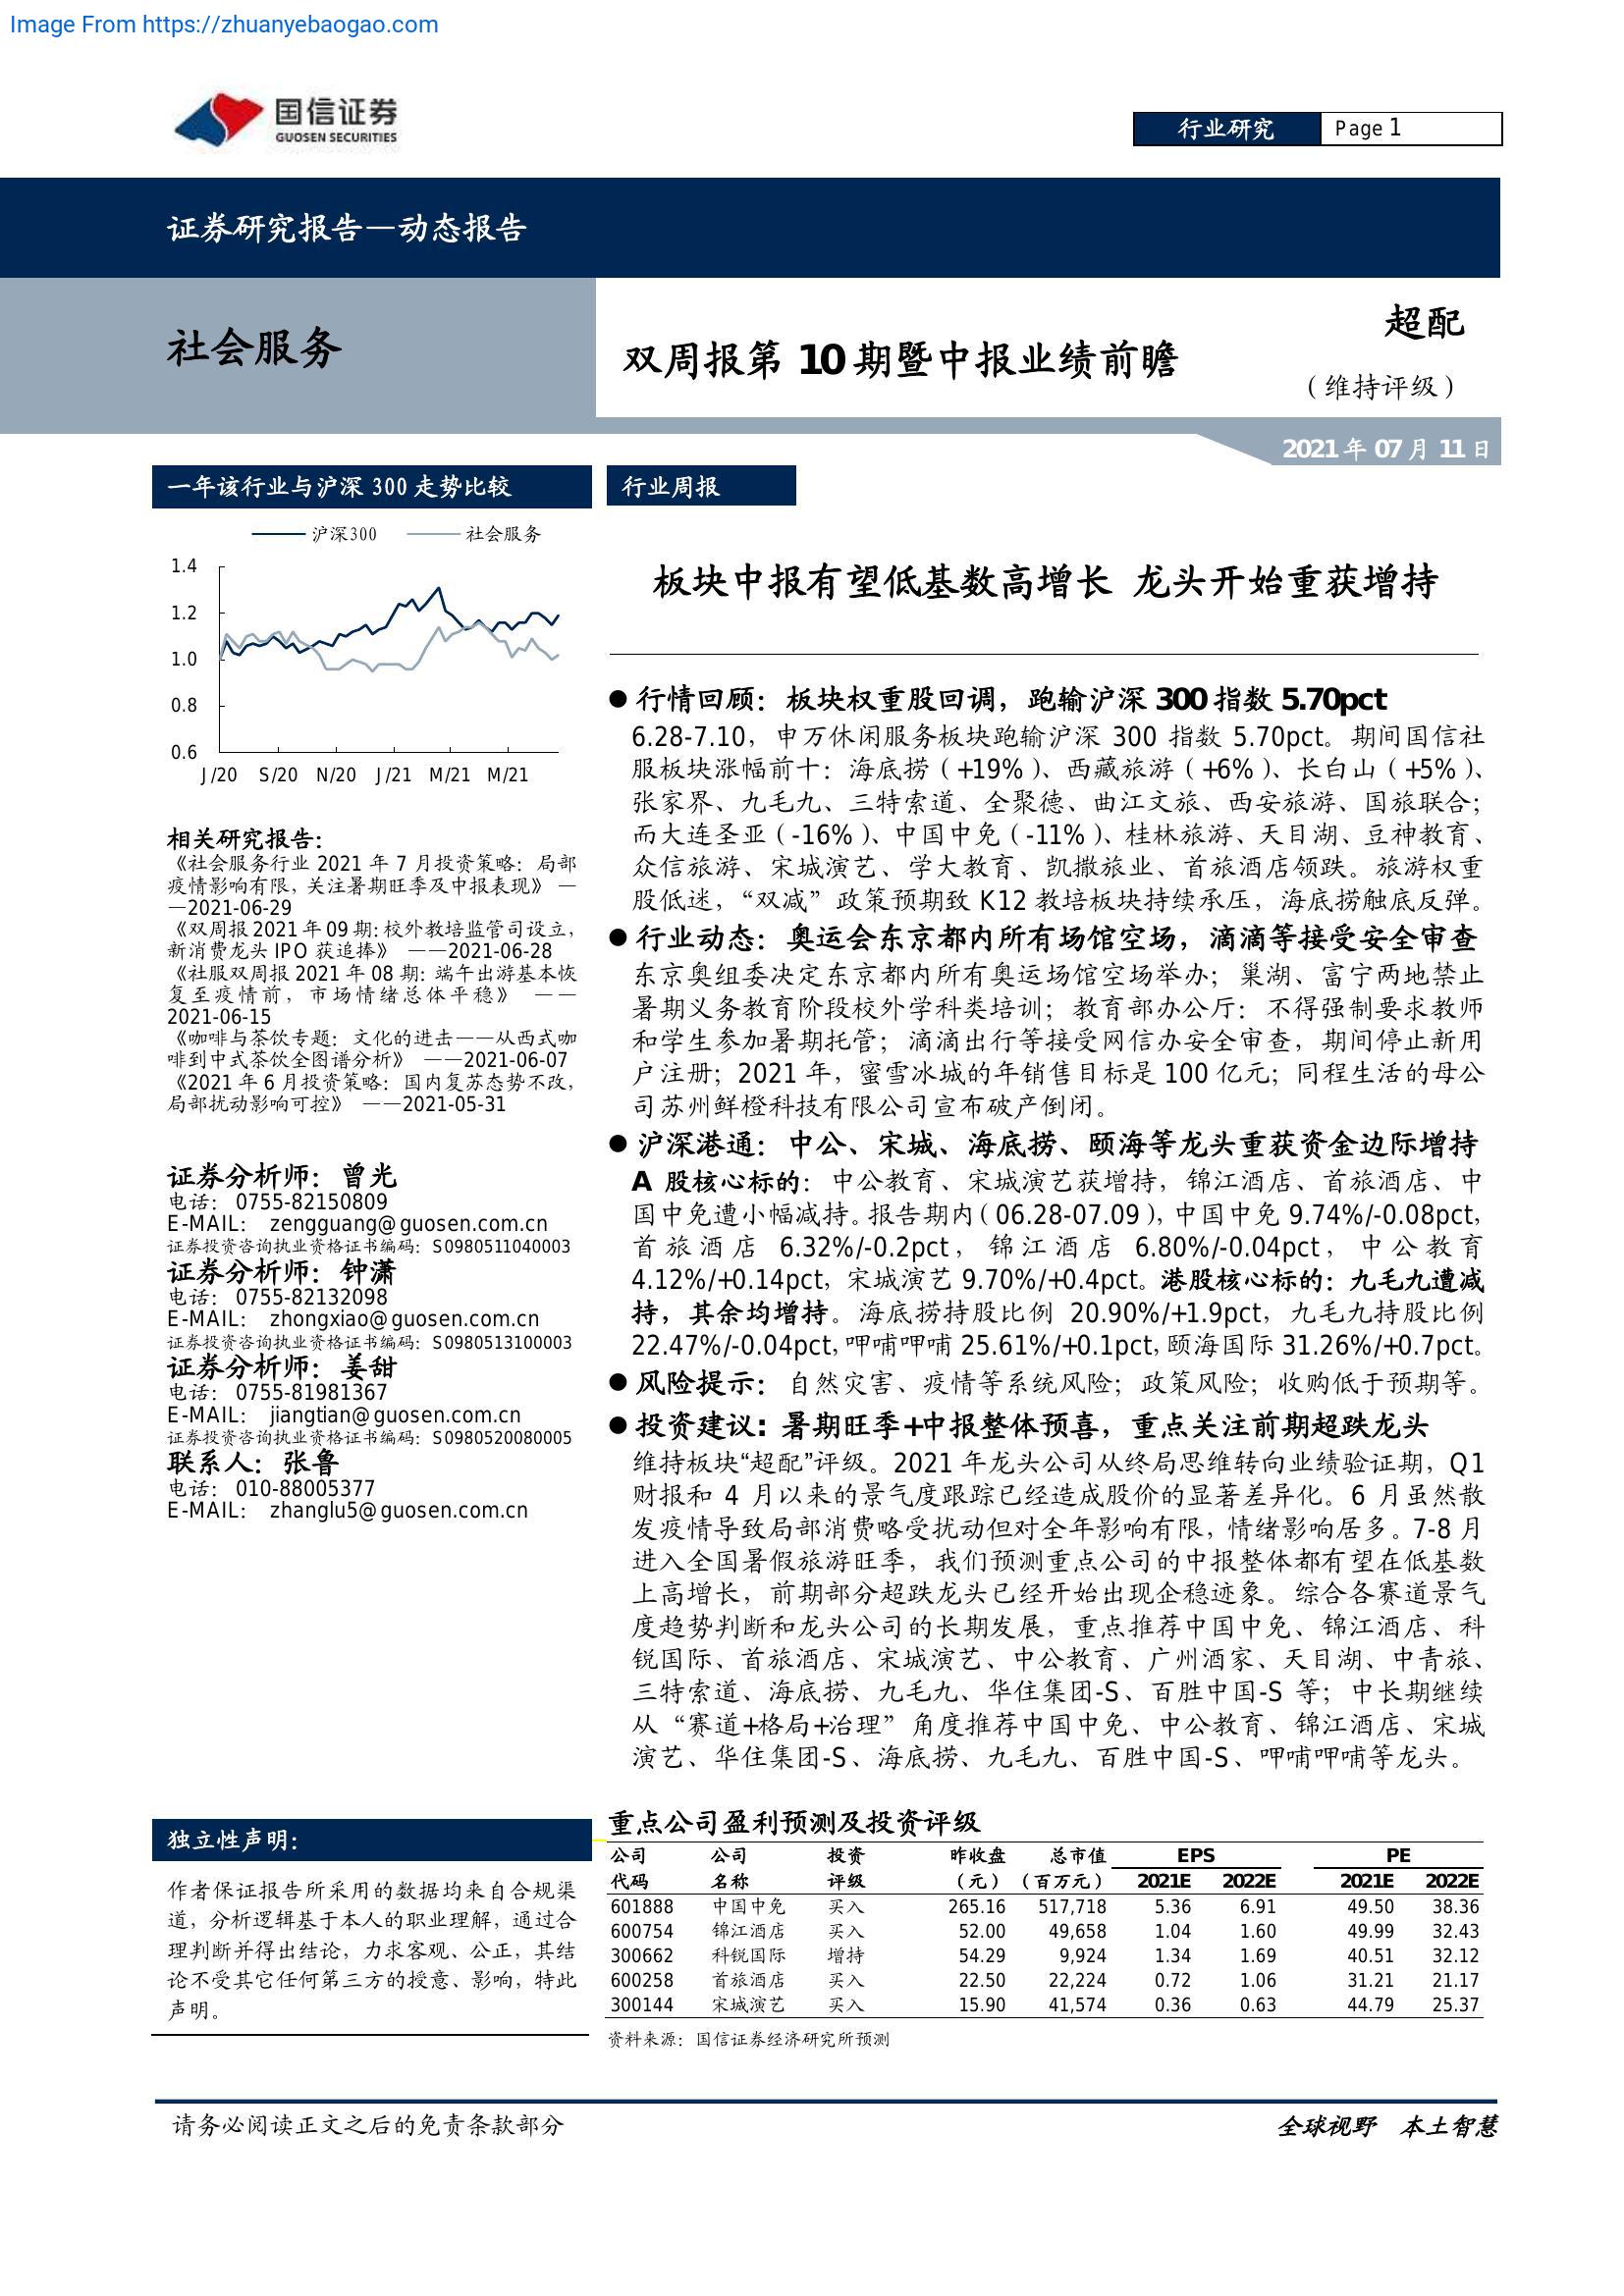 Image From https://zhuanyebaogao.com
国信证券
GUOSEN SECURITIES
行业研究 Page 1
证券研究报告—动态报告
社会服务
双周报第 10 期暨中报业绩前瞻
超配
（维持评级）
2021 年 07 月 11 日
一年该行业与沪深 300 走势比较
沪深300 社会服务
1.4
1.2
1.0
0.8
0.6
J/20 S/20 N/20 J/21 M/21 M/21
相关研究报告：
《社会服务行业 2021 年 7 月投资策略：局部
疫情影响有限，关注暑期旺季及中报表现》 —
—2021-06-29
《双周报 2021 年 09 期：校外教培监管司设立，
新消费龙头 IPO 获追捧》 ——2021-06-28
《社服双周报 2021 年 08 期：端午出游基本恢
复至疫情前，市场情绪总体平稳》 ——
2021-06-15
《咖啡与茶饮专题：文化的进击——从西式咖
啡到中式茶饮全图谱分析》 ——2021-06-07
《2021 年 6 月投资策略：国内复苏态势不改，
局部扰动影响可控》 ——2021-05-31
证券分析师：曾光
电话： 0755-82150809
E-MAIL： zengguang@guosen.com.cn
证券投资咨询执业资格证书编码：S0980511040003
证券分析师：钟潇
电话： 0755-82132098
E-MAIL： zhongxiao@guosen.com.cn
证券投资咨询执业资格证书编码：S0980513100003
证券分析师：姜甜
电话： 0755-81981367
E-MAIL： jiangtian@guosen.com.cn
证券投资咨询执业资格证书编码：S0980520080005
联系人：张鲁
电话： 010-88005377
E-MAIL： zhanglu5@guosen.com.cn
独立性声明：
作者保证报告所采用的数据均来自合规渠
道，分析逻辑基于本人的职业理解，通过合
理判断并得出结论，力求客观、公正，其结
论不受其它任何第三方的授意、影响，特此
声明。
行业周报
板块中报有望低基数高增长 龙头开始重获增持
● 行情回顾：板块权重股回调，跑输沪深 300 指数 5.70pct
6.28-7.10，申万休闲服务板块跑输沪深 300 指数 5.70pct。期间国信社
服板块涨幅前十：海底捞（+19%）、西藏旅游（+6%）、长白山（+5%）、
张家界、九毛九、三特索道、全聚德、曲江文旅、西安旅游、国旅联合；
而大连圣亚（-16%）、中国中免（-11%）、桂林旅游、天目湖、豆神教育、
众信旅游、宋城演艺、学大教育、凯撒旅业、首旅酒店领跌。旅游权重
股低迷，“双减”政策预期致 K12 教培板块持续承压，海底捞触底反弹。
● 行业动态：奥运会东京都内所有场馆空场，滴滴等接受安全审查
东京奥组委决定东京都内所有奥运场馆空场举办；巢湖、富宁两地禁止
暑期义务教育阶段校外学科类培训；教育部办公厅：不得强制要求教师
和学生参加暑期托管；滴滴出行等接受网信办安全审查，期间停止新用
户注册；2021 年，蜜雪冰城的年销售目标是 100 亿元；同程生活的母公
司苏州鲜橙科技有限公司宣布破产倒闭。
● 沪深港通：中公、宋城、海底捞、颐海等龙头重获资金边际增持
A 股核心标的：中公教育、宋城演艺获增持，锦江酒店、首旅酒店、中
国中免遭小幅减持。报告期内（06.28-07.09），中国中免 9.74%/-0.08pct，
首旅酒店 6.32%/-0.2pct，锦江酒店 6.80%/-0.04pct，中公教育
4.12%/+0.14pct，宋城演艺 9.70%/+0.4pct。港股核心标的：九毛九遭减
持，其余均增持。海底捞持股比例 20.90%/+1.9pct，九毛九持股比例
22.47%/-0.04pct，呷哺呷哺 25.61%/+0.1pct，颐海国际 31.26%/+0.7pct。
● 风险提示：自然灾害、疫情等系统风险；政策风险；收购低于预期等。
● 投资建议：暑期旺季+中报整体预喜，重点关注前期超跌龙头
维持板块“超配”评级。2021 年龙头公司从终局思维转向业绩验证期，Q1
财报和 4 月以来的景气度跟踪已经造成股价的显著差异化。6 月虽然散
发疫情导致局部消费略受扰动但对全年影响有限，情绪影响居多。7-8 月
进入全国暑假旅游旺季，我们预测重点公司的中报整体都有望在低基数
上高增长，前期部分超跌龙头已经开始出现企稳迹象。综合各赛道景气
度趋势判断和龙头公司的长期发展，重点推荐中国中免、锦江酒店、科
锐国际、首旅酒店、宋城演艺、中公教育、广州酒家、天目湖、中青旅、
三特索道、海底捞、九毛九、华住集团-S、百胜中国-S 等；中长期继续
从“赛道+格局+治理”角度推荐中国中免、中公教育、锦江酒店、宋城
演艺、华住集团-S、海底捞、九毛九、百胜中国-S、呷哺呷哺等龙头。
重点公司盈利预测及投资评级
公司 公司 投资 昨收盘 总市值 EPS PE
代码 名称 评级 （元） （百万元） 2021E 2022E 2021E 2022E
601888 中国中免 买入 265.16 517,718 5.36 6.91 49.50 38.36
600754 锦江酒店 买入 52.00 49,658 1.04 1.60 49.99 32.43
300662 科锐国际 增持 54.29 9,924 1.34 1.69 40.51 32.12
600258 首旅酒店 买入 22.50 22,224 0.72 1.06 31.21 21.17
300144 宋城演艺 买入 15.90 41,574 0.36 0.63 44.79 25.37
资料来源：国信证券经济研究所预测
请务必阅读正文之后的免责条款部分
全球视野 本土智慧